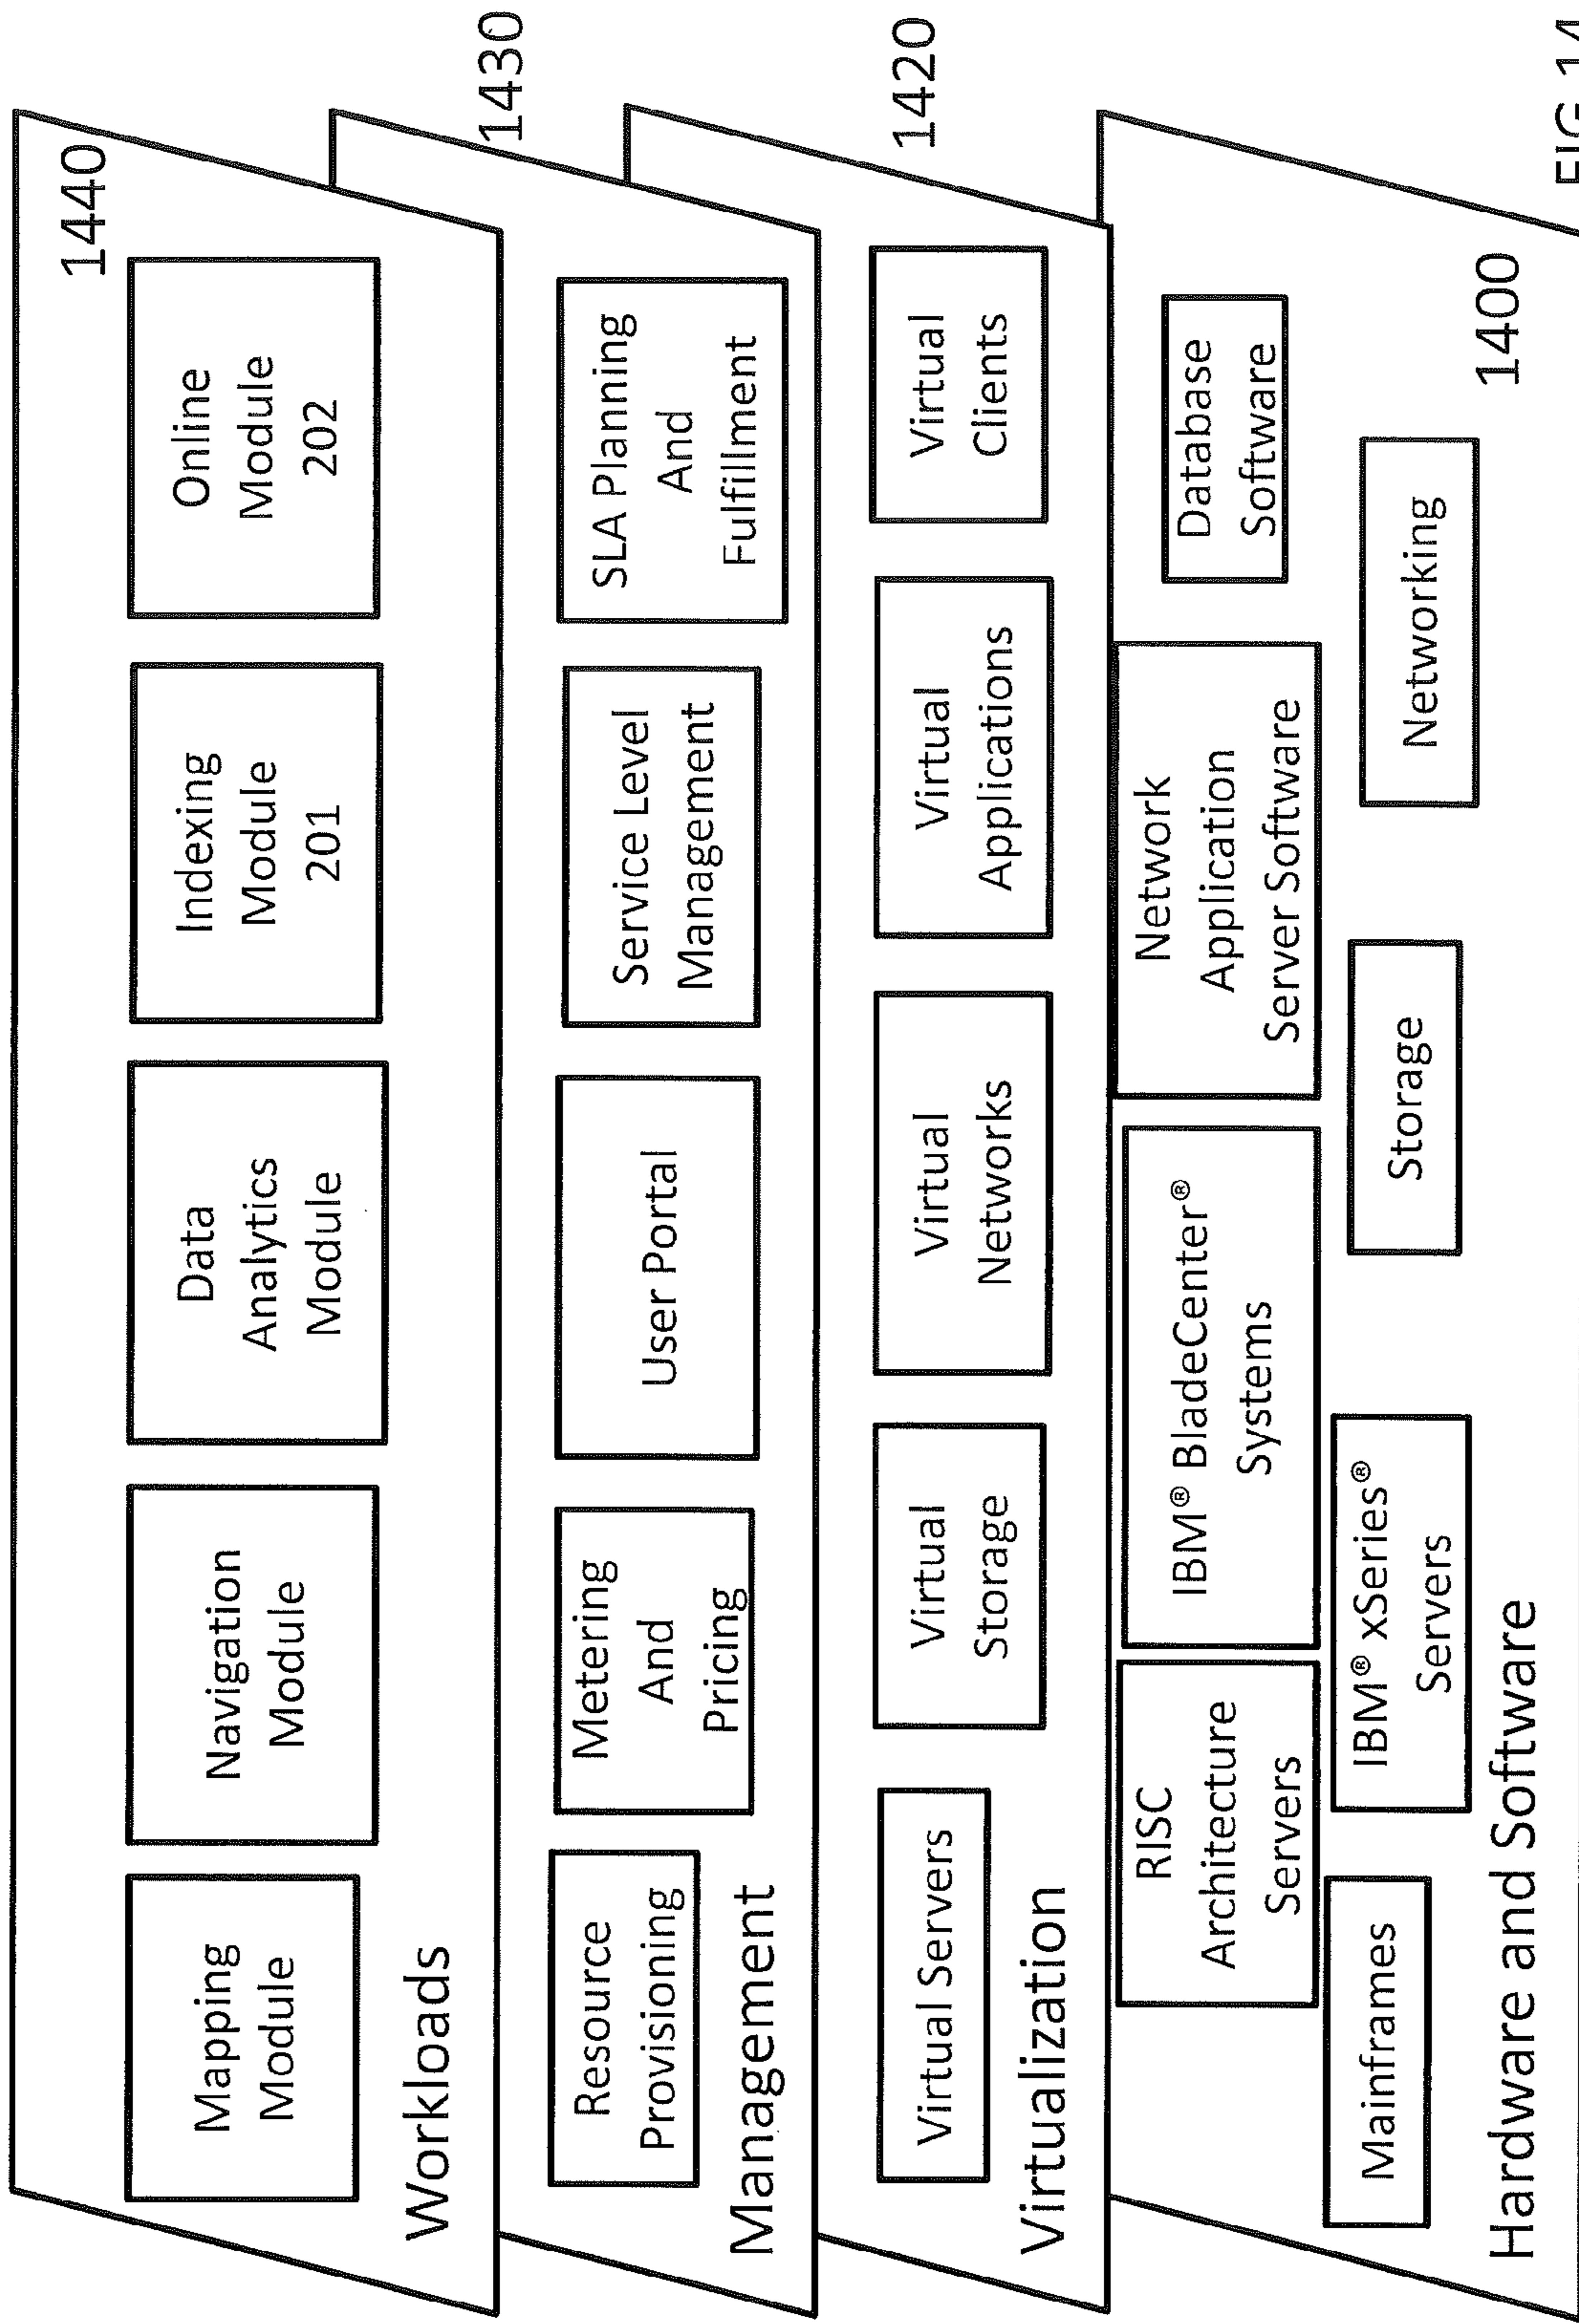 1440
Mapping
Module
Navigation
Module
Data
Analytics
Module
Indexing
Module
201
Online
Module
202
Workloads
1430
Resource
Provisioning
Metering
And
Pricing
User Portal
Service Level
Management
SLA Planning
And
Fulfillment
Management
1420
Virtual Servers
Virtual
Storage
Virtual
Networks
Virtual
Applications
Virtual
Clients
Virtualization
RISC
Architecture
Servers
IBM® BladeCenter®
Systems
Network
Application
Server Software
Database
Software
Mainframes
IBM® xSeries®
Servers
Storage
Networking
Hardware and Software
1400
FIG 14